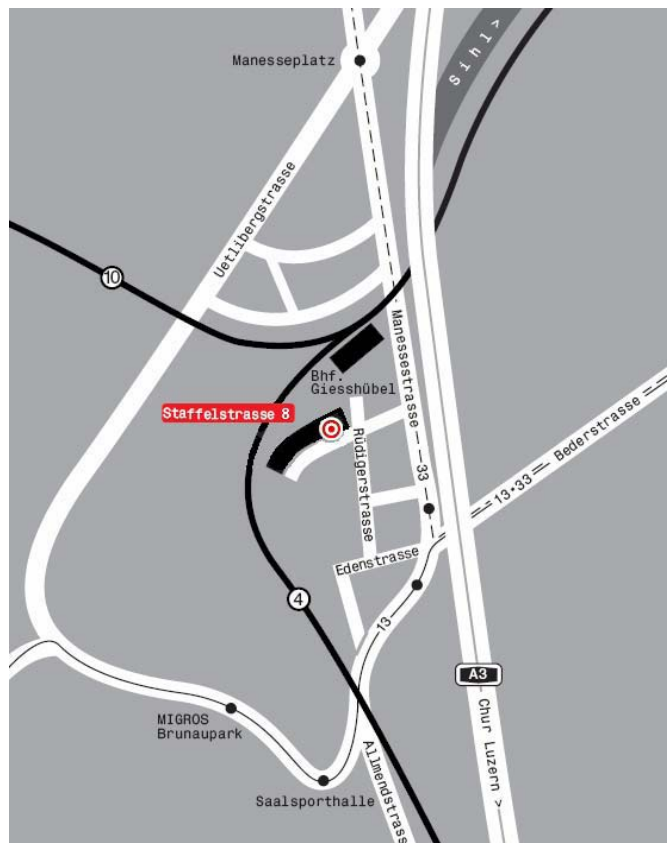 Sihl>
Manesseplatz
Uetlibergstrasse
10
Manessestrasse
Bhf.
Giesshübel
Staffelstrasse 8
Rüdigerstrasse
33
Bederstrasse
13·33
Edenstrasse
4
13
A3
MIGROS
Brunaupark
Chur Luzern >
Allmendstrass
Saalsporthalle